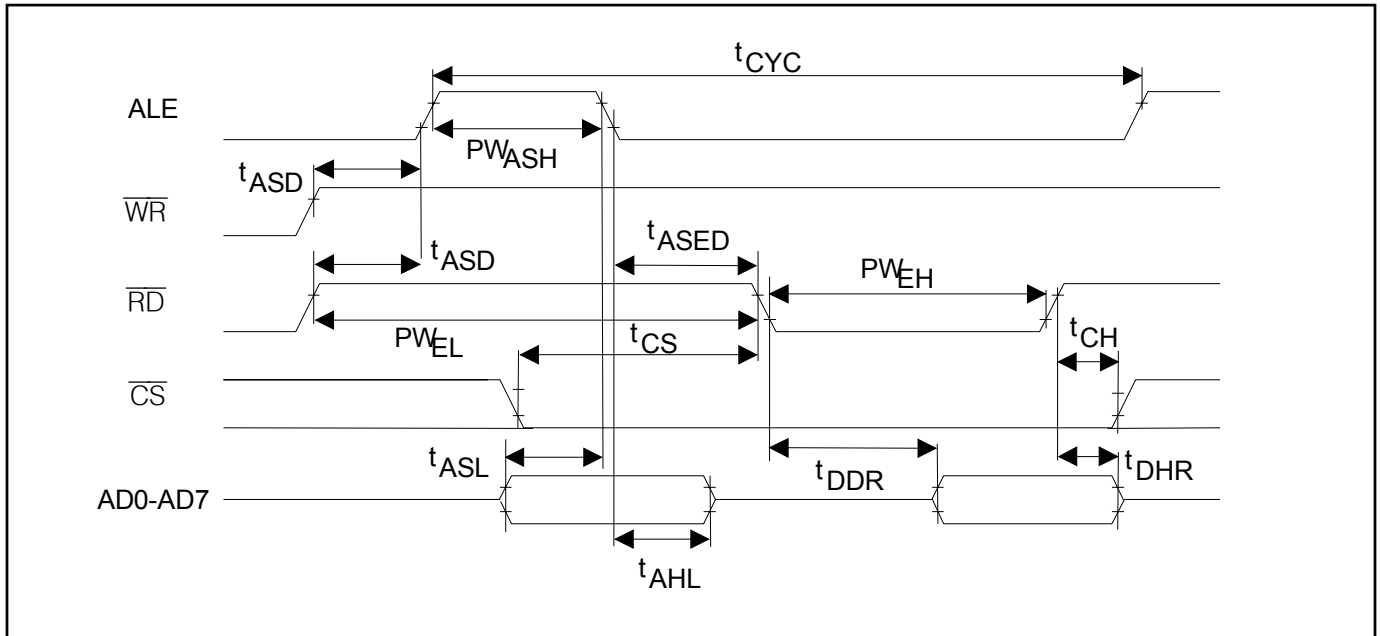 tCYC
ALE
PWASH
tASD
WR
tASD
tASED
PWEH
RD
PWEL
tCS
tCH
CS
tASL
tDDR
tDHR
AD0-AD7
tAHL